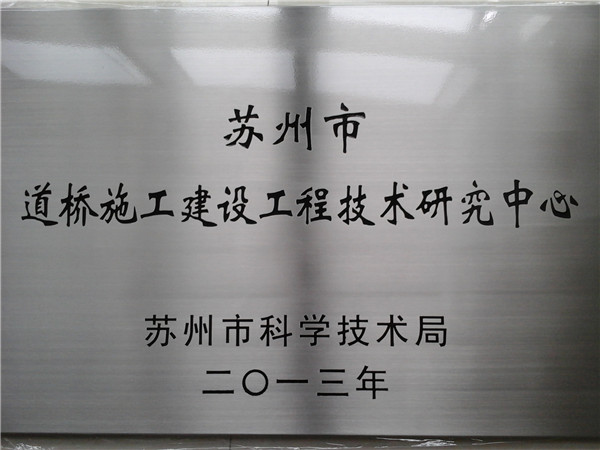 苏州市
道桥施工建设工程技术研究中心
苏州市科学技术局
二〇一三年